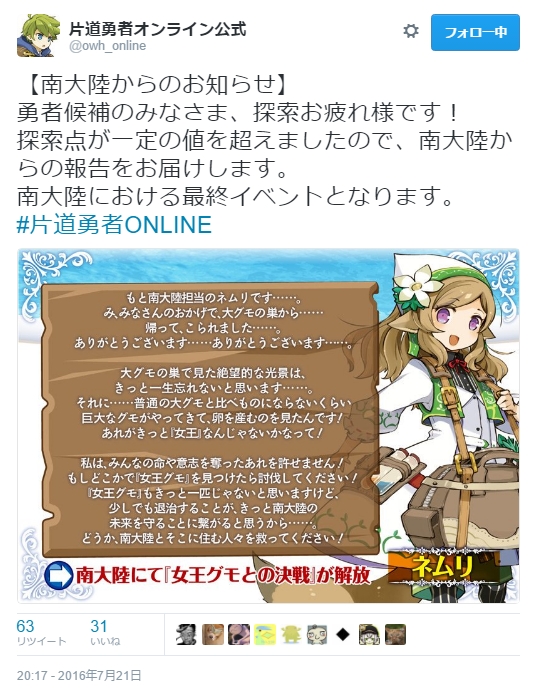 片道勇者オンライン公式
@owh_online
フォロー中
【南大陸からのお知らせ】
勇者候補のみなさま、探索お疲れ様です！
探索点が一定の値を超えましたので、南大陸か
らの報告をお届けします。
南大陸における最終イベントとなります。
#片道勇者ONLINE
もと南大陸担当のネムリです……。
み、みなさんのおかげで、大グモの巣から……
帰って、こられました……。
ありがとうございます……ありがとうございます……。
大グモの巣で見た絶望的な光景は、
きっと一生忘れないと思います……。
それに……普通の大グモと比べものにならないくらい
巨大なグモがやってきて、卵を産むのを見たんです！
あれがきっと『女王』なんじゃないかなって！
私は、みんなの命や意志を奪ったあれを許せません！
もしどこかで『女王グモ』を見つけたら討伐してください！
『女王グモ』もきっと一匹じゃないと思いますけど、
少しでも退治することが、きっと南大陸の
未来を守ることに繋がると思うから……。
どうか、南大陸とそこに住む人々を救ってください！
ネムリ
南大陸にて『女王グモとの決戦』が解放
63
リツイート
31
いいね
20:17 - 2016年7月21日